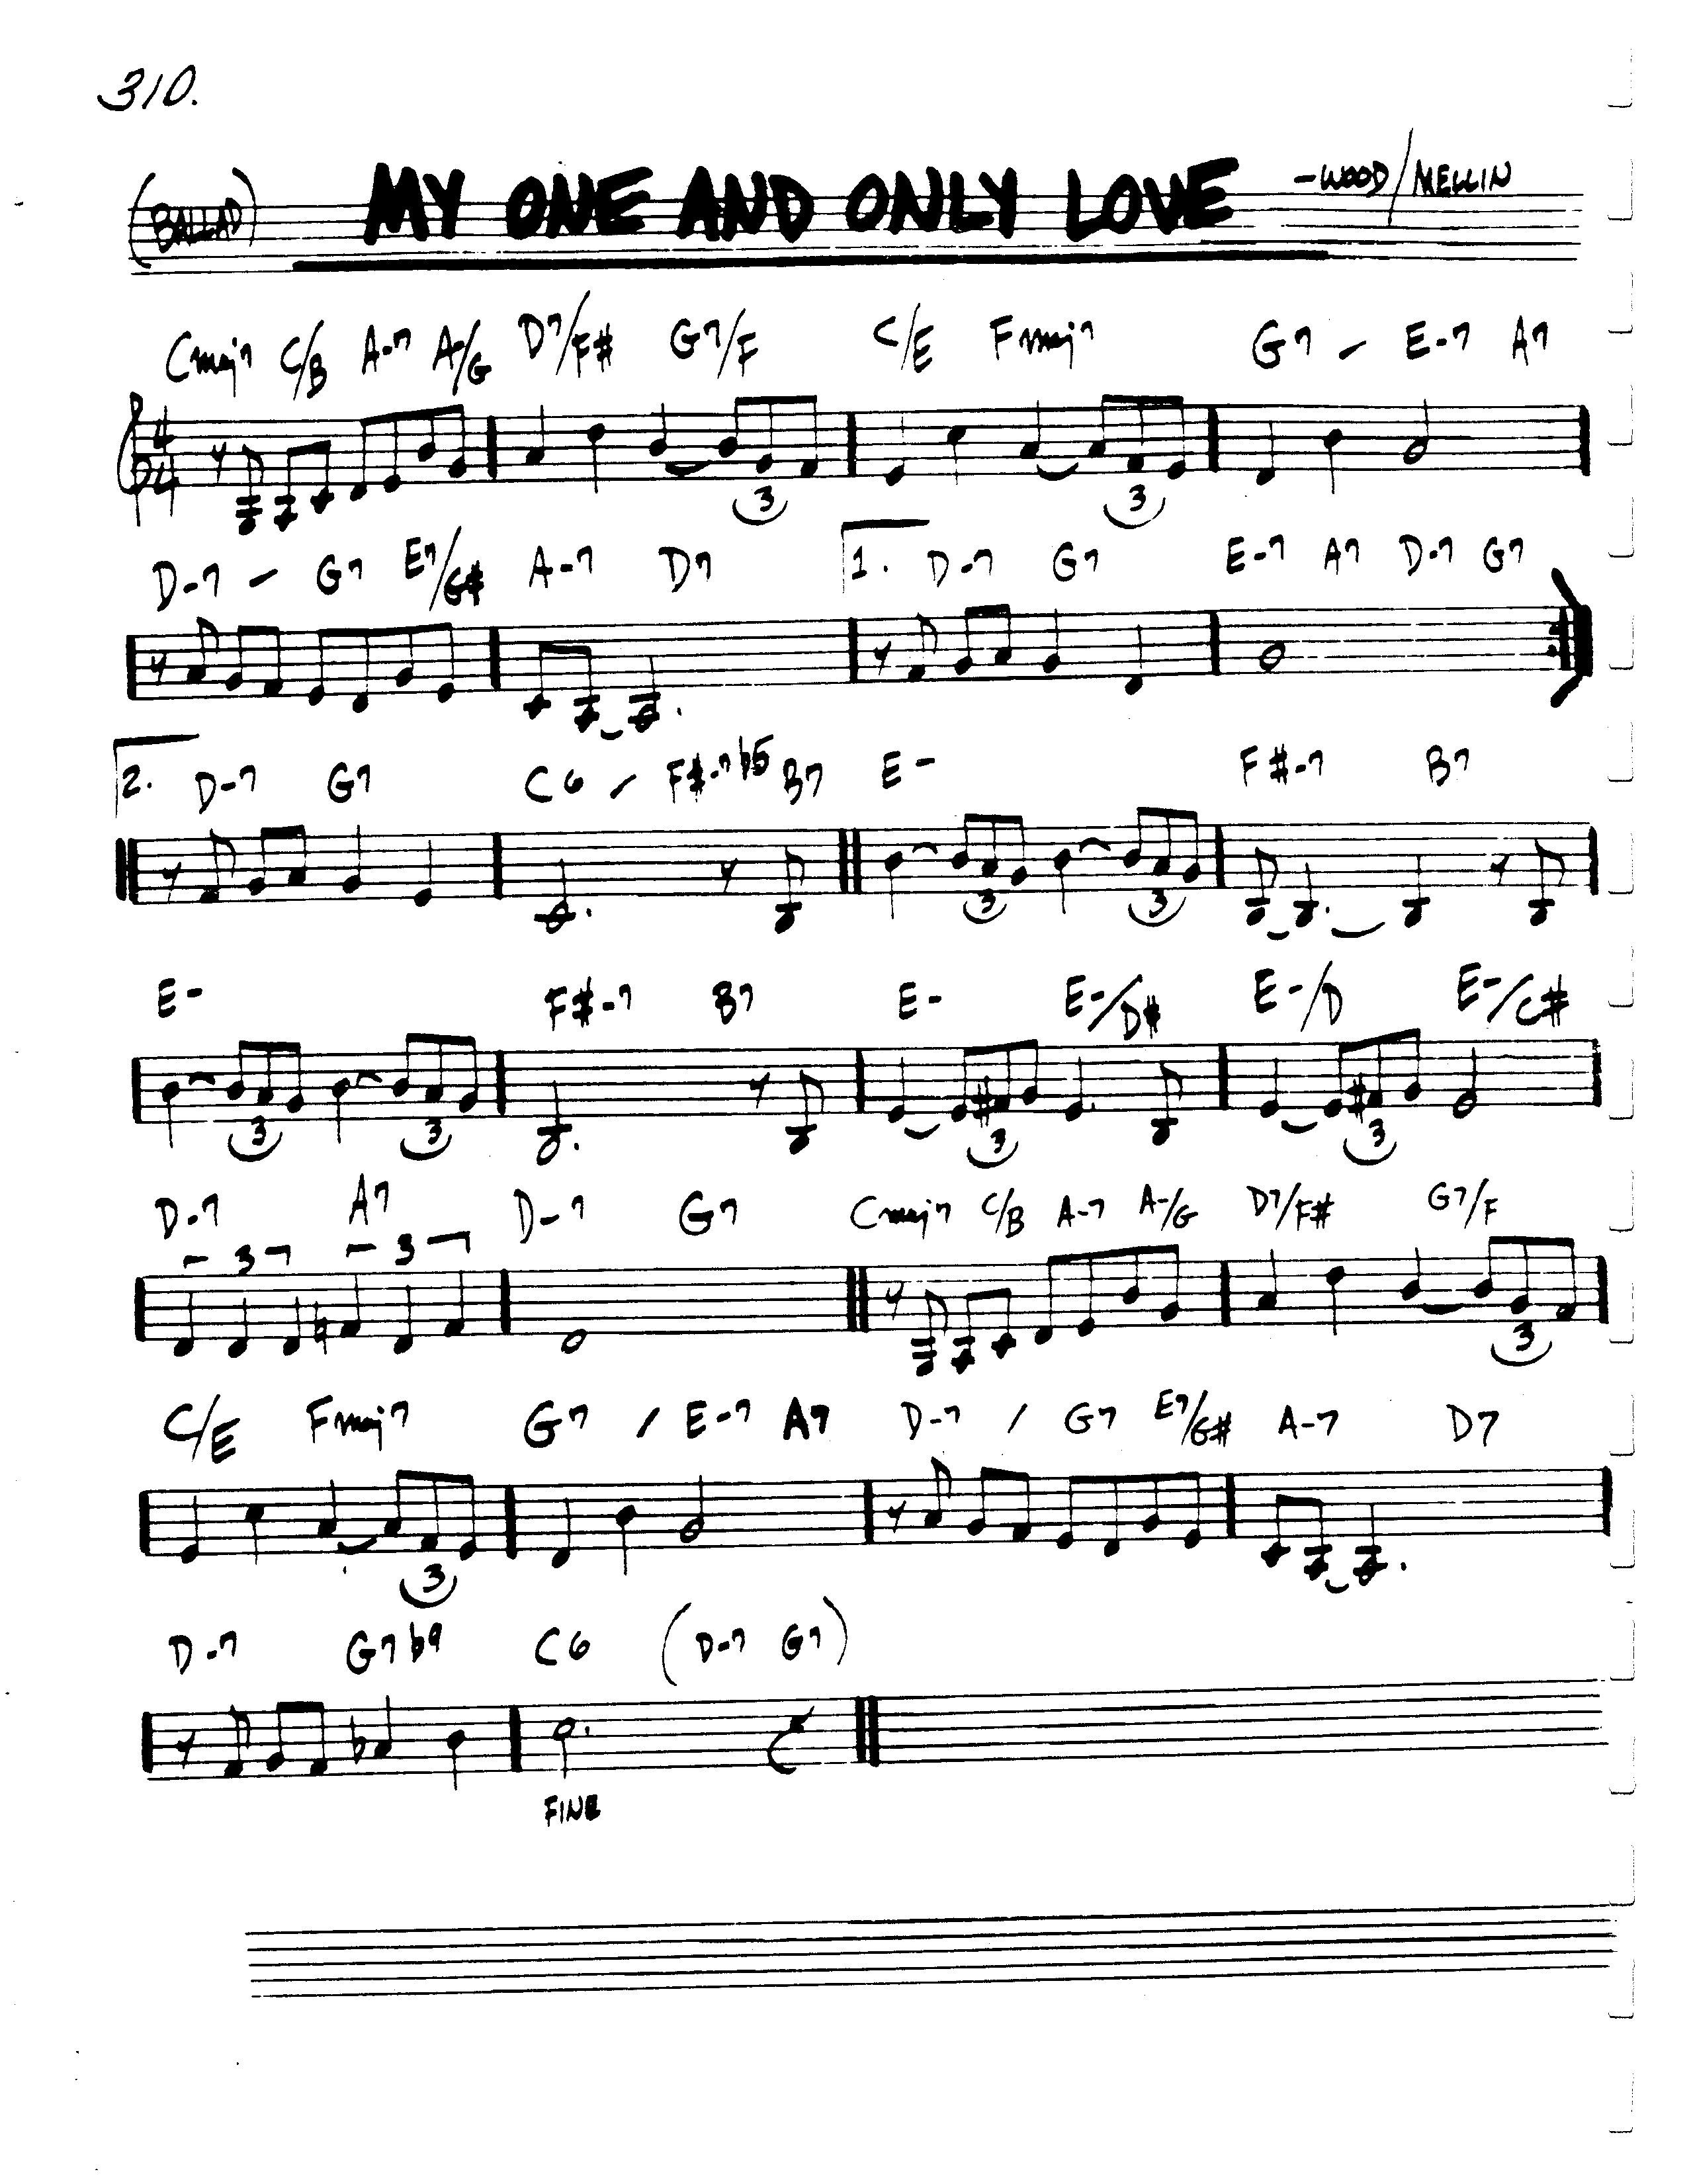 310.
(BALLAD) MY ONE AND ONLY LOVE -WOOD/MELLIN
Cmaj7 C/B A-7 A-/G D7/F# G7/F C/E Fmaj7 G7 - E-7 A7
4 4
3 3
D-7 - G7 E7/G# A-7 D7 1. D-7 G7 E-7 A7 D-7 G7
2. D-7 G7 C6 - F#-7b5 B7 E- F#-7 B7
3 3
E- F#-7 B7 E- E-/D# E-/D E-/C#
3 3 3 3
D-7 A7 D-7 G7 Cmaj7 C/B A-7 A-/G D7/F# G7/F
3 3
3
C/E Fmaj7 G7 / E-7 A7 D-7 / G7 E7/G# A-7 D7
3
D-7 G7b9 C6 (D-7 G7)
FINE